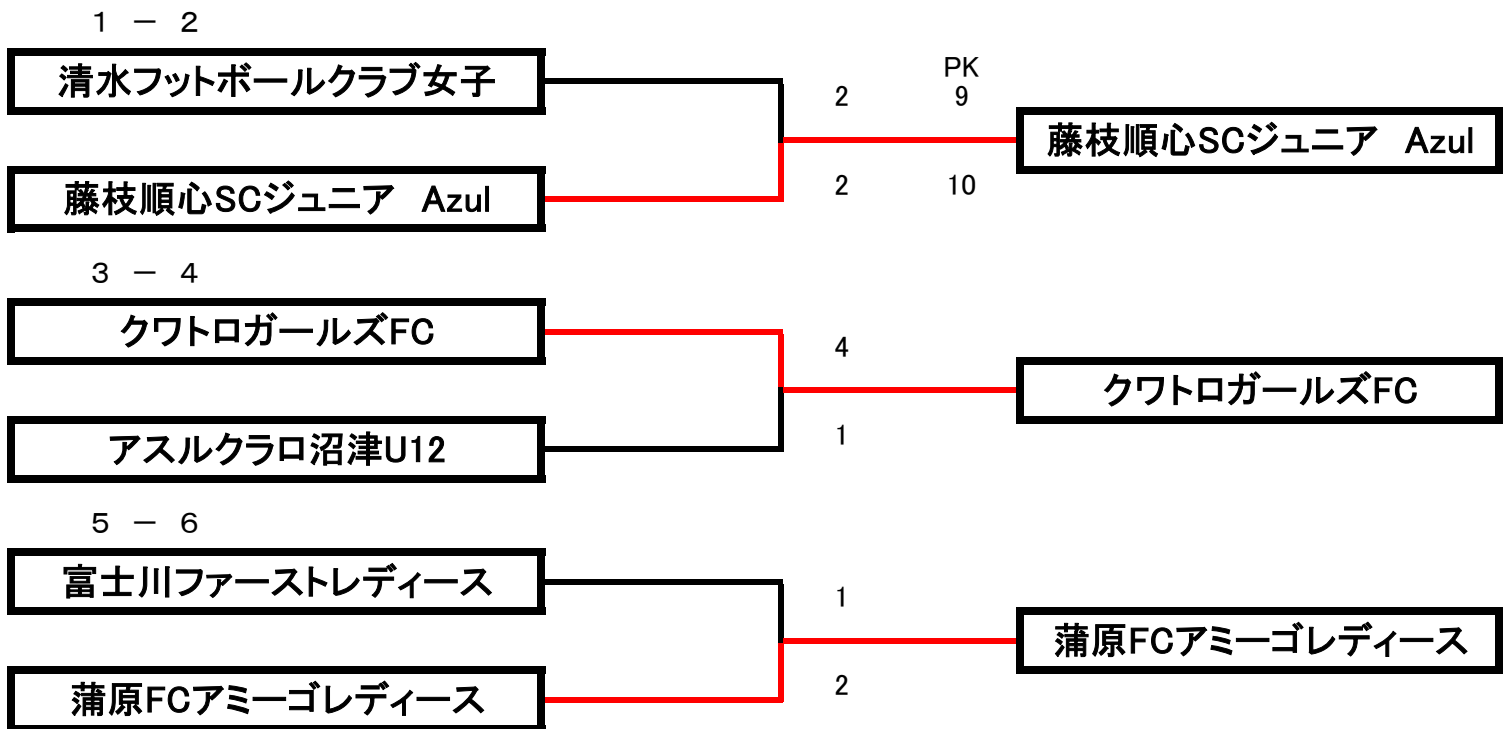 １ － ２
清水フットボールクラブ女子
PK
2 9
藤枝順心SCジュニア　Azul
藤枝順心SCジュニア　Azul
2 10
３ － ４
クワトロガールズFC
4
クワトロガールズFC
アスルクラロ沼津U12
1
５ － ６
富士川ファーストレディース
1
蒲原FCアミーゴレディース
蒲原FCアミーゴレディース
2